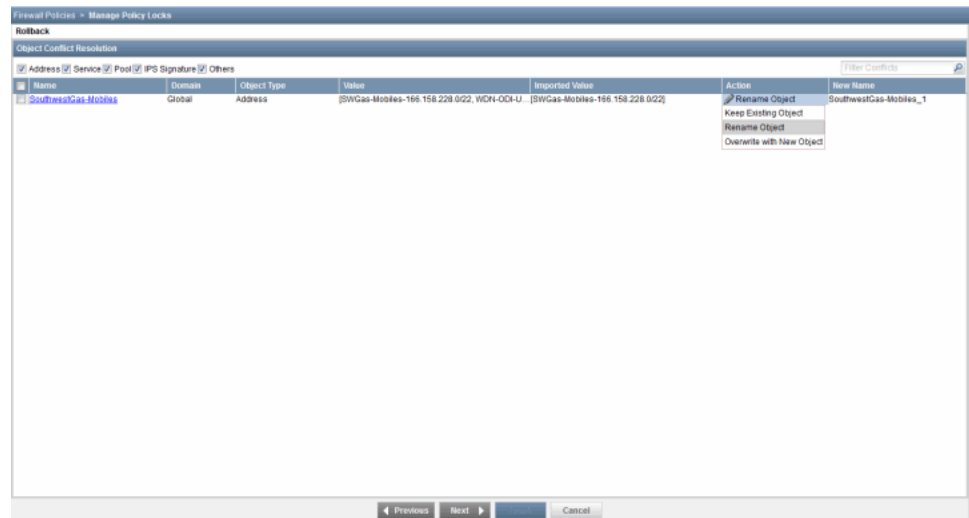 Firewall Policies > Manage Policy Locks
Rollback
Object Conflict Resolution
Address Service Pool IPS Signature Others Filter Conflicts
Name Domain Object Type Value Imported Value Action New Name
SouthwestGas-Mobiles Global Address [SWGas-Mobiles-166.158.228.0/22, WDN-ODI-U... [SWGas-Mobiles-166.158.228.0/22] Rename Object SouthwestGas-Mobiles_1
Keep Existing Object
Rename Object
Overwrite with New Object
Previous Next Cancel